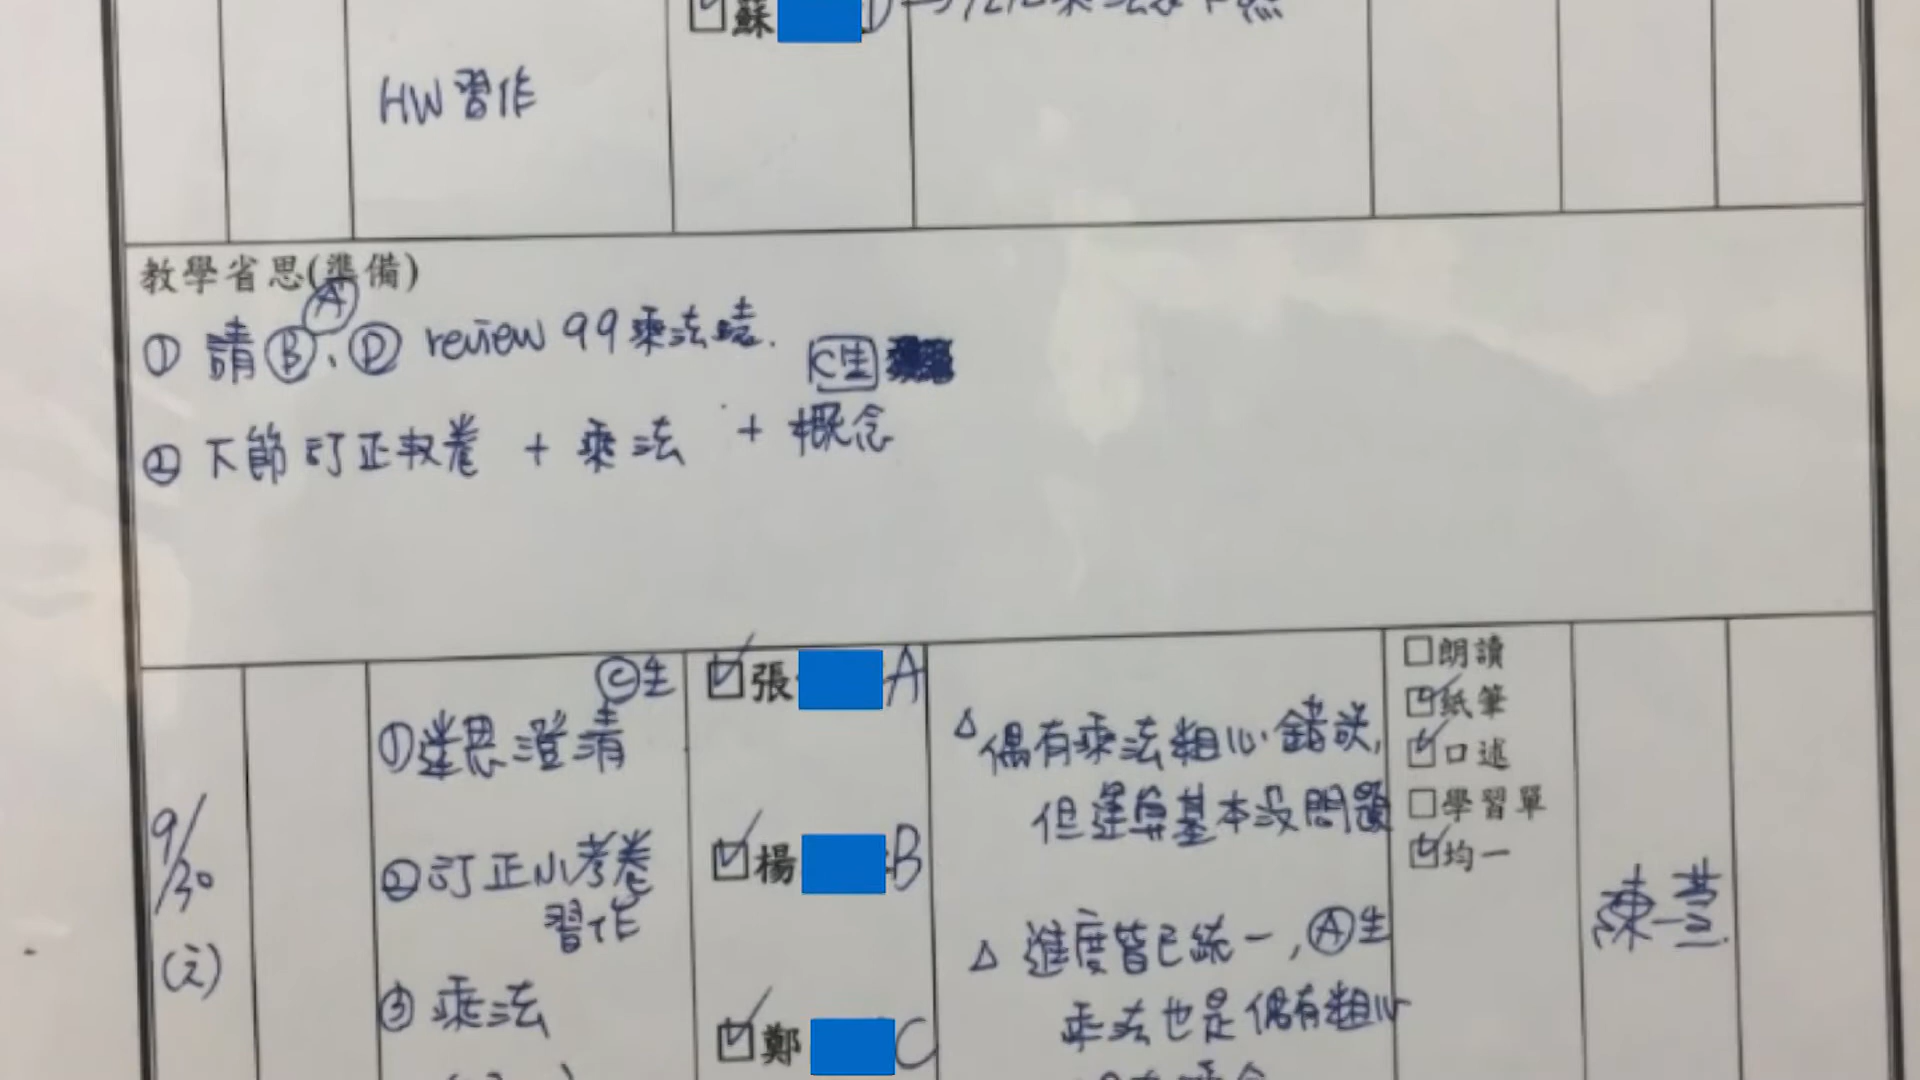 蘇
HW 習作
教學省思(準備)
Ⓐ
① 請Ⓑ、Ⓓ review 99乘法表.
C生
② 下節訂正考卷 + 乘法 + 概念
9/30
Ⓒ生
①迷思澄清
②訂正小考卷
習作
③乘法
☑張 A
☑楊 B
☑鄭 C
△偶有乘法粗心錯誤,
但運算基本沒問題
△進度皆已統一,Ⓐ生
乘法也是偶有粗心
□朗讀
☑紙筆
☑口述
□學習單
☑均一